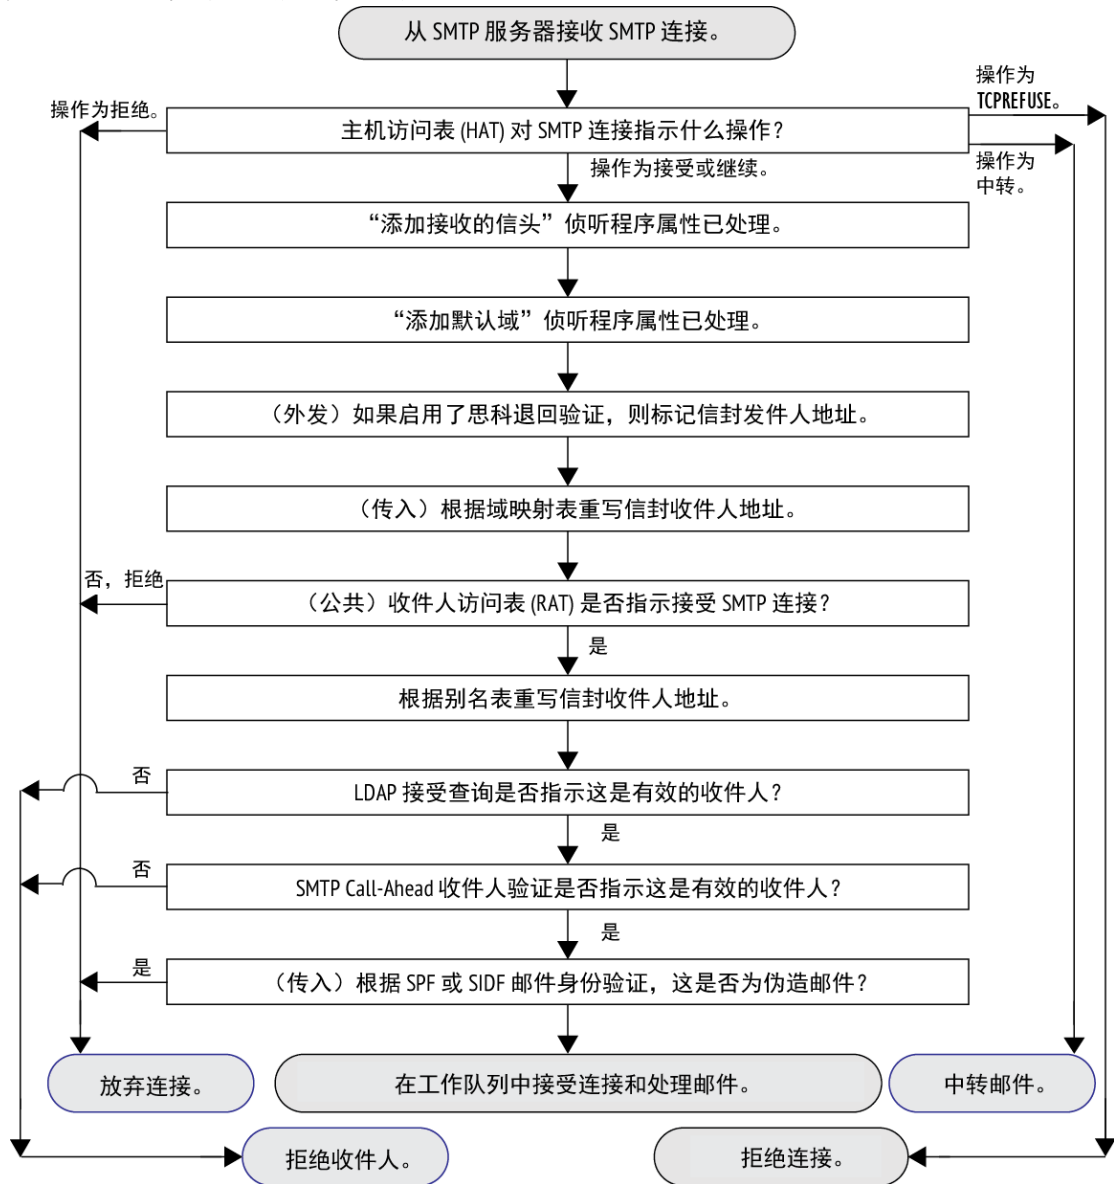 从 SMTP 服务器接收 SMTP 连接。
操作为
TCPREFUSE。
操作为拒绝。
主机访问表 (HAT) 对 SMTP 连接指示什么操作？
操作为接受或继续。
操作为
中转。
“添加接收的信头”侦听程序属性已处理。
“添加默认域”侦听程序属性已处理。
（外发）如果启用了思科退回验证，则标记信封发件人地址。
（传入）根据域映射表重写信封收件人地址。
否，拒绝
（公共）收件人访问表 (RAT) 是否指示接受 SMTP 连接？
是
根据别名表重写信封收件人地址。
否
LDAP 接受查询是否指示这是有效的收件人？
是
否
SMTP Call-Ahead 收件人验证是否指示这是有效的收件人？
是
是
（传入）根据 SPF 或 SIDF 邮件身份验证，这是否为伪造邮件？
放弃连接。
在工作队列中接受连接和处理邮件。
中转邮件。
拒绝收件人。
拒绝连接。